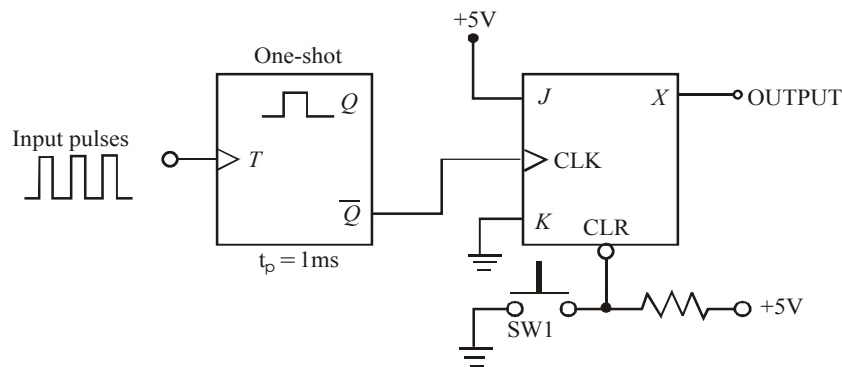 +5V
One-shot
Q
J
X
OUTPUT
Input pulses
T
CLK
Q̅
K
CLR
tp = 1ms
SW1
+5V